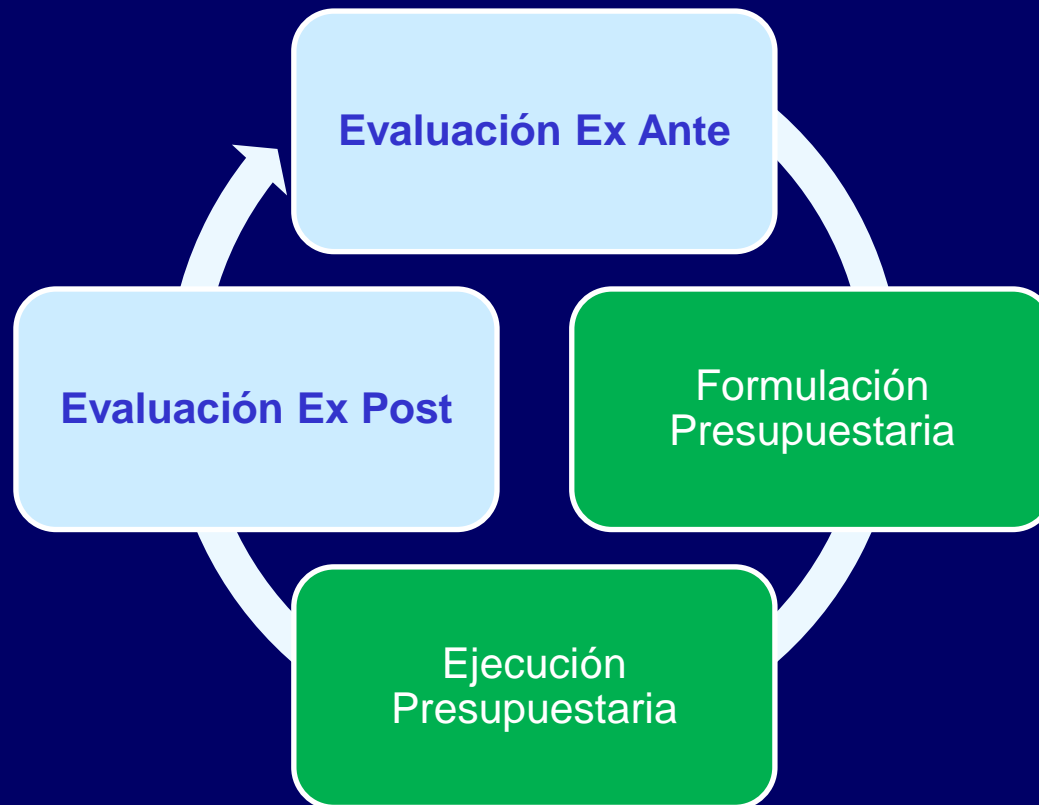 Evaluación Ex Ante
Evaluación Ex Post
Formulación
Presupuestaria
Ejecución
Presupuestaria